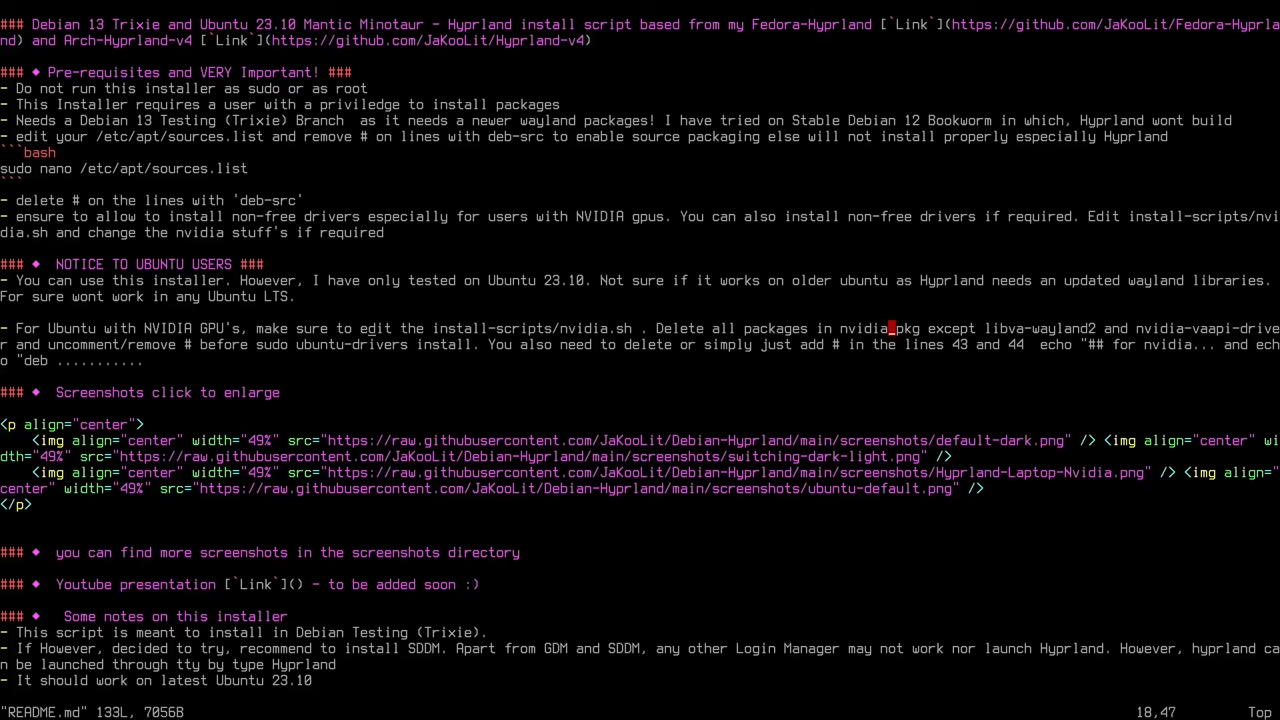 ### Debian 13 Trixie and Ubuntu 23.10 Mantic Minotaur - Hyprland install script based from my Fedora-Hyprland [`Link`](https://github.com/JaKooLit/Fedora-Hyprla
nd) and Arch-Hyprland-v4 [`Link`](https://github.com/JaKooLit/Hyprland-v4)
### ◆ Pre-requisites and VERY Important! ###
- Do not run this installer as sudo or as root
- This Installer requires a user with a priviledge to install packages
- Needs a Debian 13 Testing (Trixie) Branch  as it needs a newer wayland packages! I have tried on Stable Debian 12 Bookworm in which, Hyprland wont build
- edit your /etc/apt/sources.list and remove # on lines with deb-src to enable source packaging else will not install properly especially Hyprland
```bash
sudo nano /etc/apt/sources.list
```
- delete # on the lines with 'deb-src'
- ensure to allow to install non-free drivers especially for users with NVIDIA gpus. You can also install non-free drivers if required. Edit install-scripts/nvi
dia.sh and change the nvidia stuff's if required
### ◆  NOTICE TO UBUNTU USERS ###
- You can use this installer. However, I have only tested on Ubuntu 23.10. Not sure if it works on older ubuntu as Hyprland needs an updated wayland libraries.
For sure wont work in any Ubuntu LTS.
- For Ubuntu with NVIDIA GPU's, make sure to edit the install-scripts/nvidia.sh . Delete all packages in nvidia_pkg except libva-wayland2 and nvidia-vaapi-drive
r and uncomment/remove # before sudo ubuntu-drivers install. You also need to delete or simply just add # in the lines 43 and 44  echo "## for nvidia... and ech
o "deb ...........
### ◆  Screenshots click to enlarge
<p align="center">
    <img align="center" width="49%" src="https://raw.githubusercontent.com/JaKooLit/Debian-Hyprland/main/screenshots/default-dark.png" /> <img align="center" wi
dth="49%" src="https://raw.githubusercontent.com/JaKooLit/Debian-Hyprland/main/screenshots/switching-dark-light.png" />
    <img align="center" width="49%" src="https://raw.githubusercontent.com/JaKooLit/Debian-Hyprland/main/screenshots/Hyprland-Laptop-Nvidia.png" /> <img align="
center" width="49%" src="https://raw.githubusercontent.com/JaKooLit/Debian-Hyprland/main/screenshots/ubuntu-default.png" />
</p>
### ◆  you can find more screenshots in the screenshots directory
### ◆  Youtube presentation [`Link`]() - to be added soon :)
### ◆   Some notes on this installer
- This script is meant to install in Debian Testing (Trixie).
- If However, decided to try, recommend to install SDDM. Apart from GDM and SDDM, any other Login Manager may not work nor launch Hyprland. However, hyprland ca
n be launched through tty by type Hyprland
- It should work on latest Ubuntu 23.10
"README.md" 133L, 7056B 18,47 Top